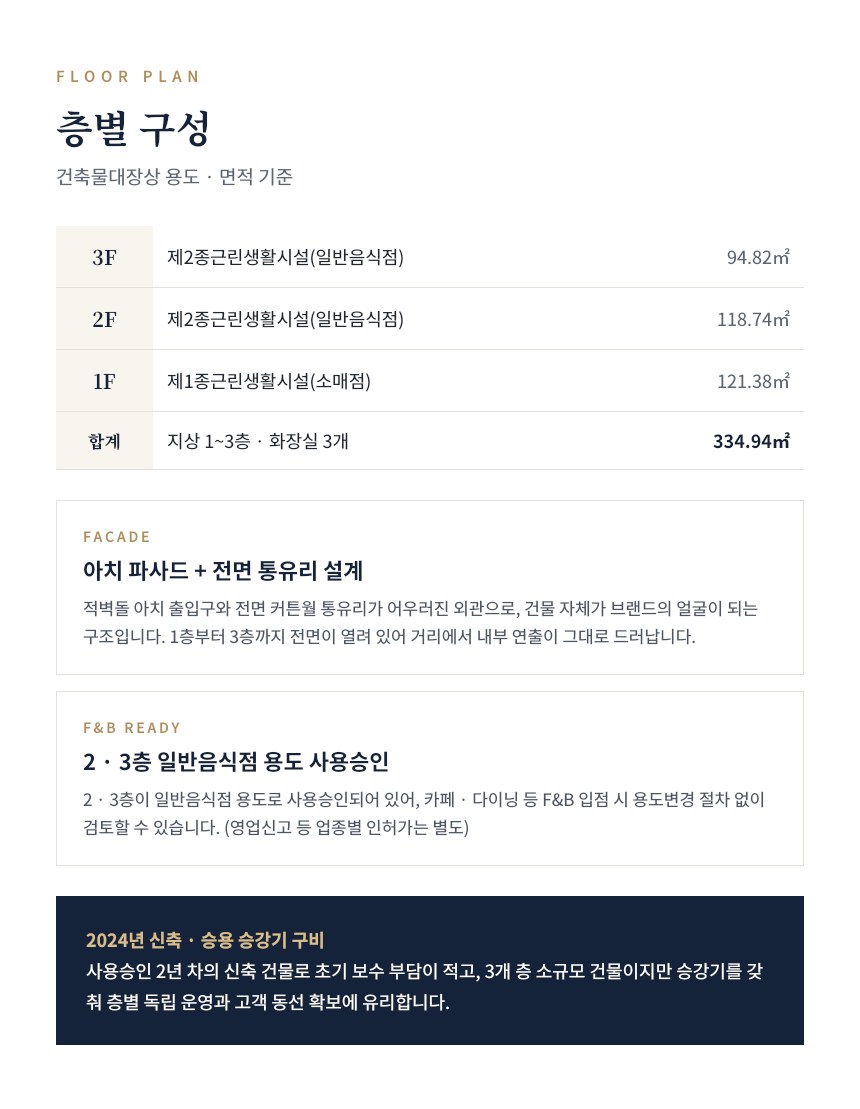 FLOOR PLAN
층별 구성
건축물대장상 용도 · 면적 기준
3F 제2종근린생활시설(일반음식점) 94.82㎡
2F 제2종근린생활시설(일반음식점) 118.74㎡
1F 제1종근린생활시설(소매점) 121.38㎡
합계 지상 1~3층 · 화장실 3개 334.94㎡
FACADE
아치 파사드 + 전면 통유리 설계
적벽돌 아치 출입구와 전면 커튼월 통유리가 어우러진 외관으로, 건물 자체가 브랜드의 얼굴이 되는
구조입니다. 1층부터 3층까지 전면이 열려 있어 거리에서 내부 연출이 그대로 드러납니다.
F&B READY
2 · 3층 일반음식점 용도 사용승인
2 · 3층이 일반음식점 용도로 사용승인되어 있어, 카페 · 다이닝 등 F&B 입점 시 용도변경 절차 없이
검토할 수 있습니다. (영업신고 등 업종별 인허가는 별도)
2024년 신축 · 승용 승강기 구비
사용승인 2년 차의 신축 건물로 초기 보수 부담이 적고, 3개 층 소규모 건물이지만 승강기를 갖
춰 층별 독립 운영과 고객 동선 확보에 유리합니다.